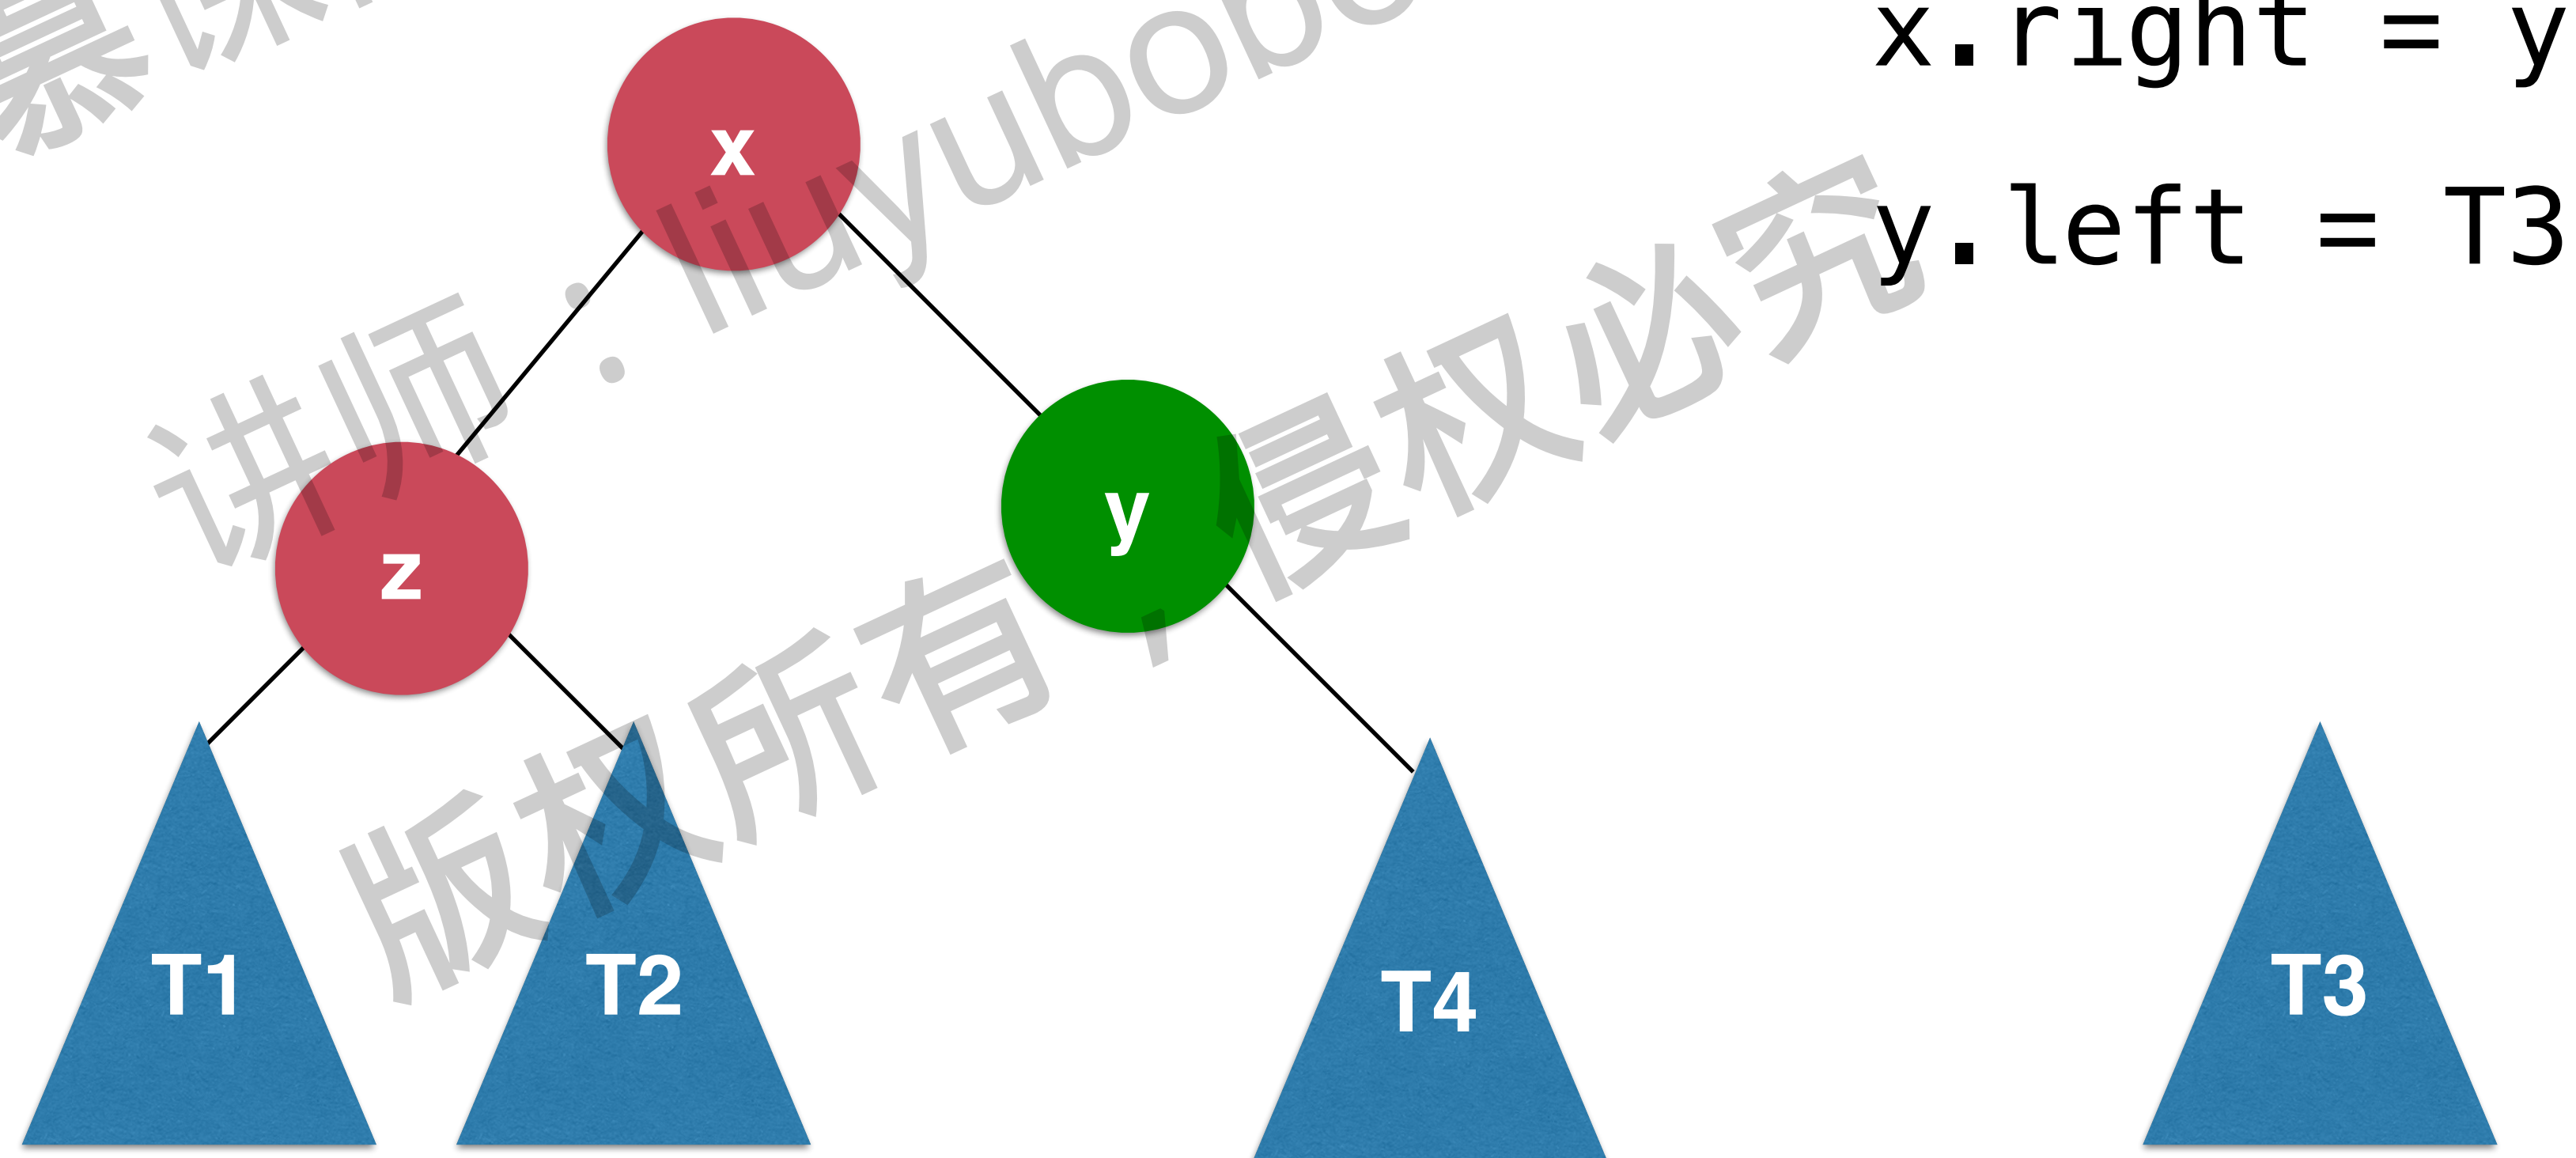 x.right = y
y.left = T3
x
y
z
T1
T2
T4
T3
讲师：liuyubobo
版权所有，侵权必究